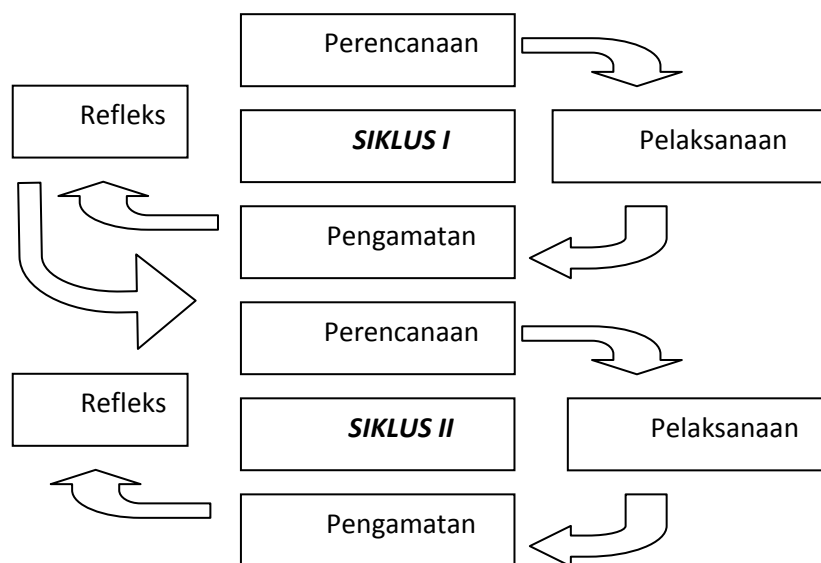 Perencanaan
Refleks
SIKLUS I
Pelaksanaan
Pengamatan
Perencanaan
Refleks
SIKLUS II
Pelaksanaan
Pengamatan